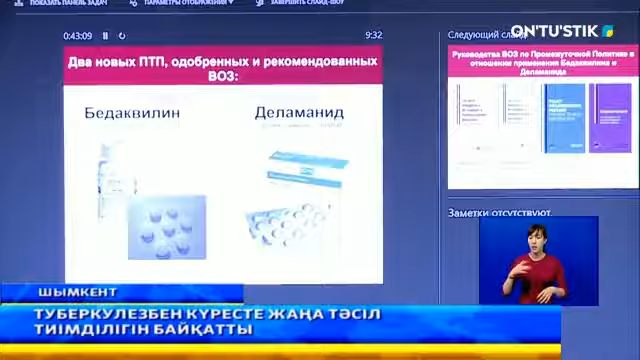 ПОКАЗАТЬ ПАНЕЛЬ ЗАДАЧ
ПАРАМЕТРЫ ОТОБРАЖЕНИЯ
ЗАВЕРШИТЬ СЛАЙД-ШОУ
ON'TU'STIK
0:43:09
9:32
Следующий слайд
Два новых ПТП, одобренных и рекомендованных
ВОЗ:
Бедаквилин
Деламанид
Руководства ВОЗ по Промежуточной Политике в
отношении применения Бедаквилина и
Деламанида
Заметки отсутствуют.
ШЫМКЕНТ
ТУБЕРКУЛЕЗБЕН КҮРЕСТЕ ЖАҢА ТӘСІЛ
ТИІМДІЛІГІН БАЙҚАТТЫ